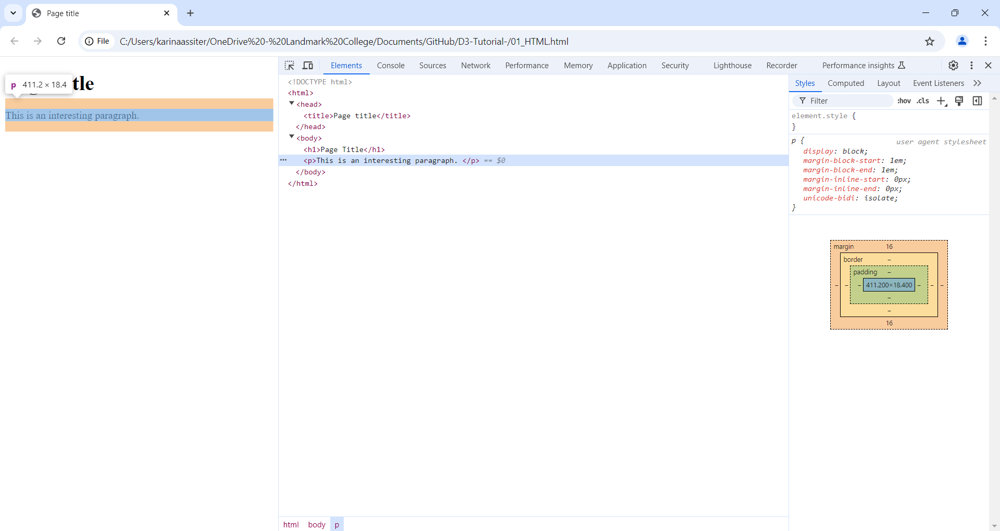 Page title
File C:/Users/karinaassiter/OneDrive%20-%20Landmark%20College/Documents/GitHub/D3-Tutorial-/01_HTML.html
tle
p 411.2 × 18.4
This is an interesting paragraph.
Elements Console Sources Network Performance Memory Application Security Lighthouse Recorder Performance insights
<!DOCTYPE html>
<html>
<head>
<title>Page title</title>
</head>
<body>
<h1>Page Title</h1>
<p>This is an interesting paragraph. </p> == $0
</body>
</html>
html body p
Styles Computed Layout Event Listeners
Filter :hov .cls
element.style {
}
p { user agent stylesheet
display: block;
margin-block-start: 1em;
margin-block-end: 1em;
margin-inline-start: 0px;
margin-inline-end: 0px;
unicode-bidi: isolate;
}
margin 16
border –
padding –
– – – 411.200×18.400 – – –
–
–
16